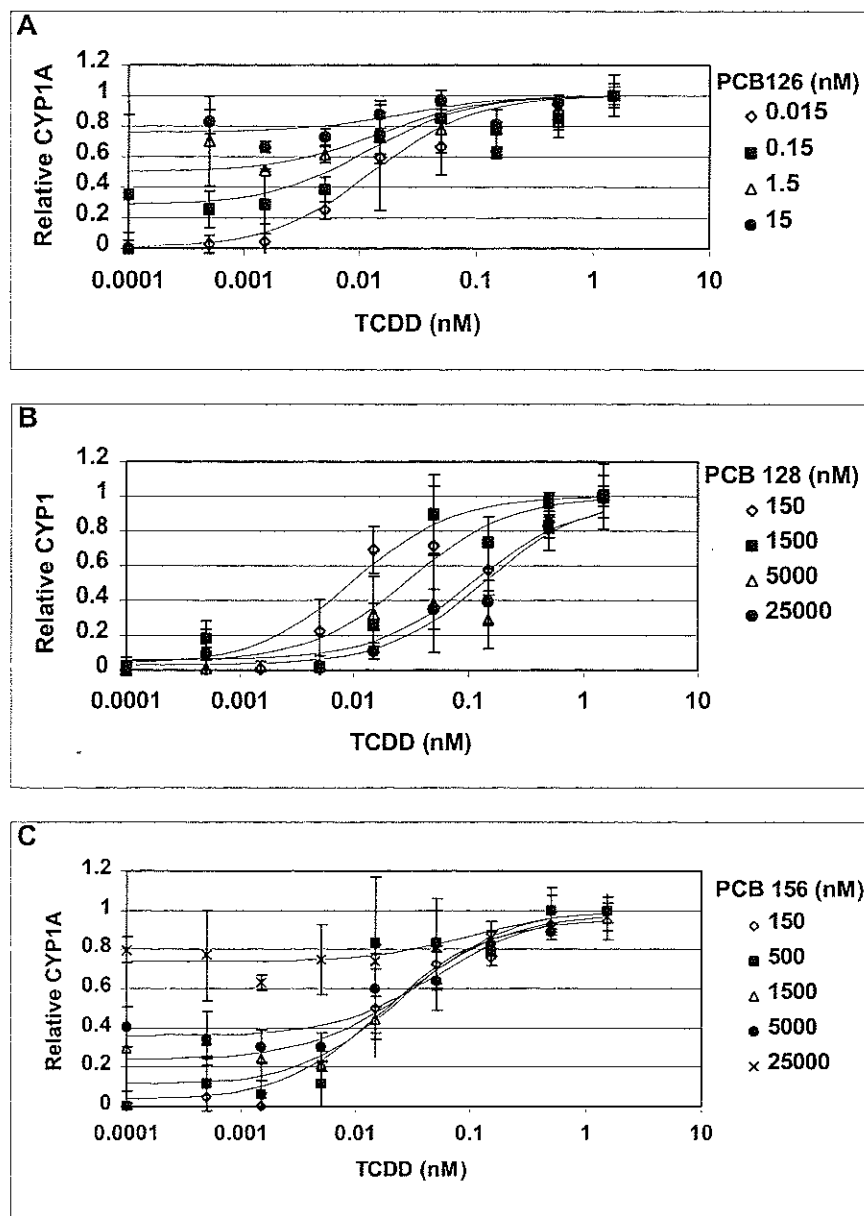 A
Relative CYP1A
1.2
1
0.8
0.6
0.4
0.2
0
0.0001 0.001 0.01 0.1 1 10
TCDD (nM)
PCB126 (nM)
0.015
0.15
1.5
15
B
Relative CYP1
1.2
1
0.8
0.6
0.4
0.2
0
0.0001 0.001 0.01 0.1 1 10
TCDD (nM)
PCB 128 (nM)
150
1500
5000
25000
C
Relative CYP1A
1.2
1
0.8
0.6
0.4
0.2
0
0.0001 0.001 0.01 0.1 1 10
TCDD (nM)
PCB 156 (nM)
150
500
1500
5000
25000